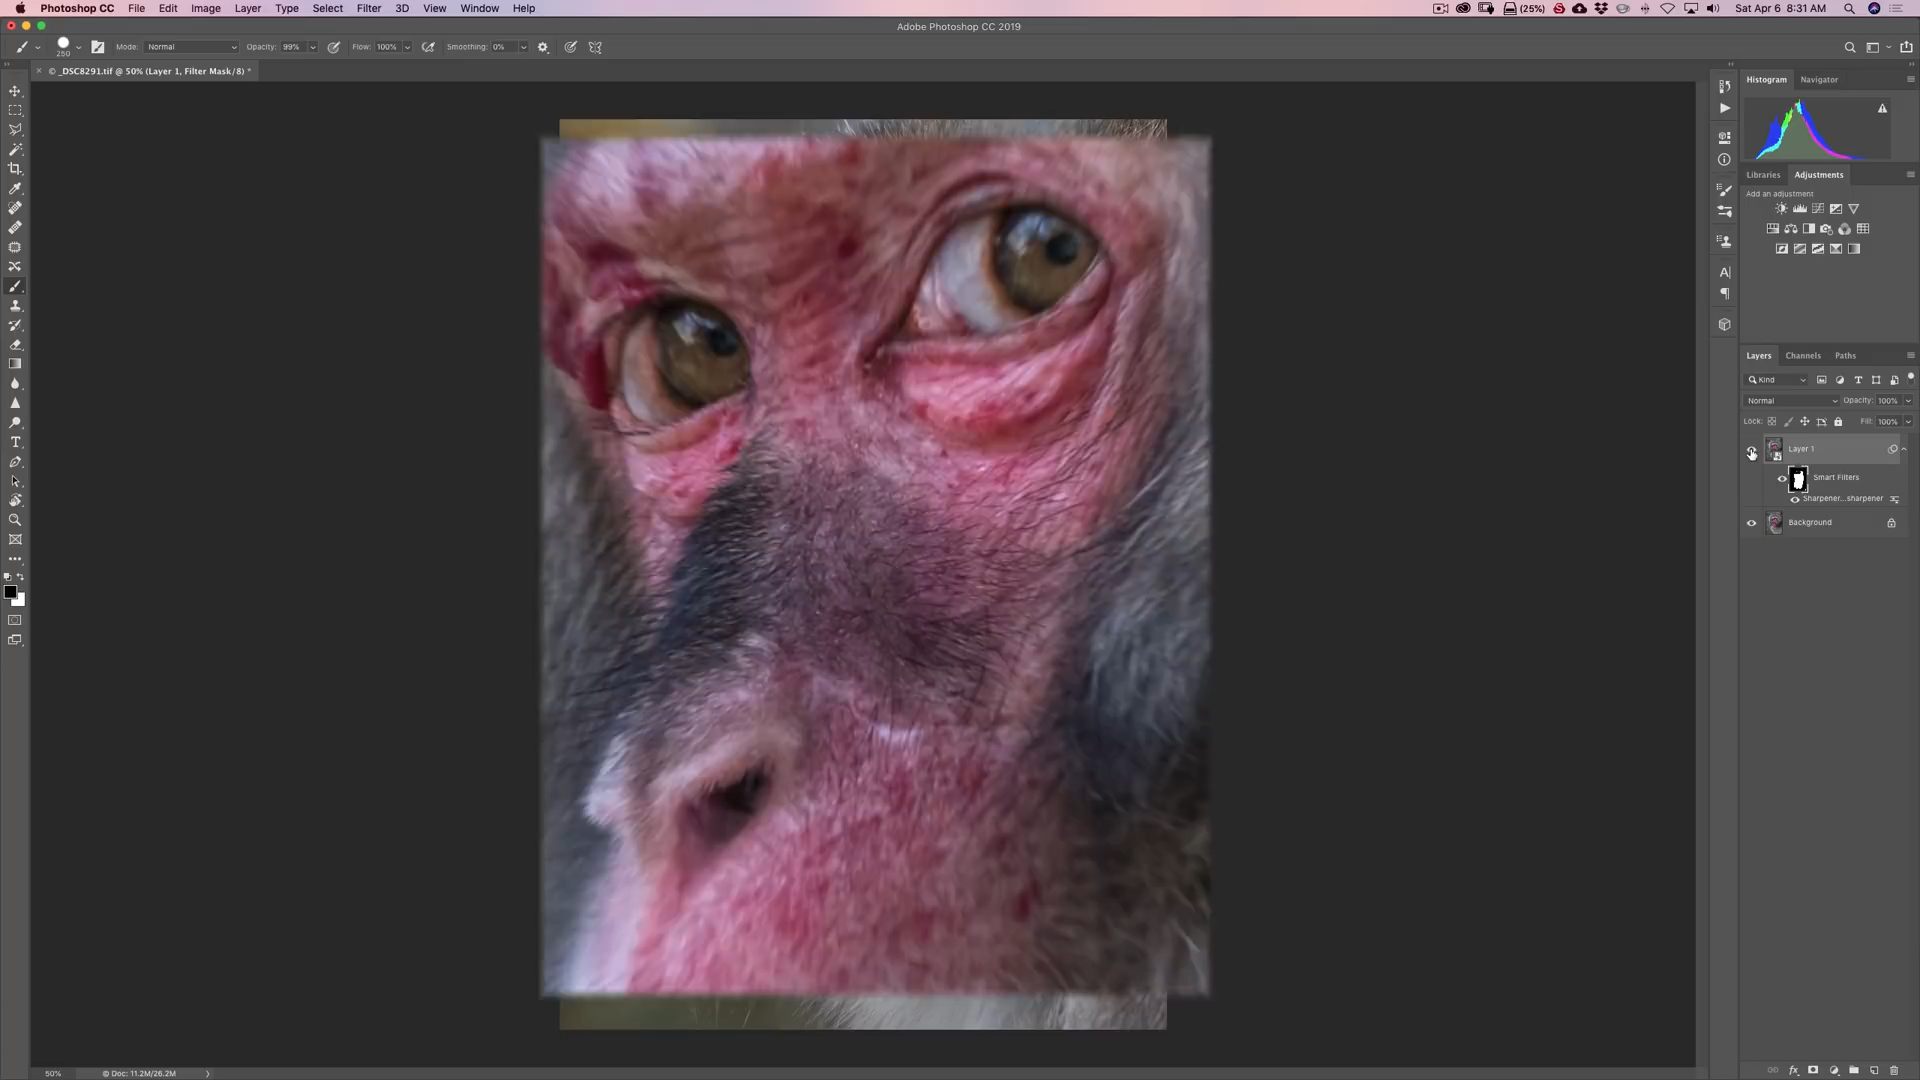 Photoshop CC File Edit Image Layer Type Select Filter 3D View Window Help (25%) Sat Apr 6 8:31 AM
Adobe Photoshop CC 2019
250 Mode: Normal Opacity: 99% Flow: 100% Smoothing: 0%
× © _DSC8291.tif @ 50% (Layer 1, Filter Mask/8) *
Histogram Navigator
Libraries Adjustments
Add an adjustment
Layers Channels Paths
Kind
Normal Opacity: 100%
Lock: Fill: 100%
Layer 1
Smart Filters
Sharpener...sharpener
Background
50% © Doc: 11.2M/26.2M